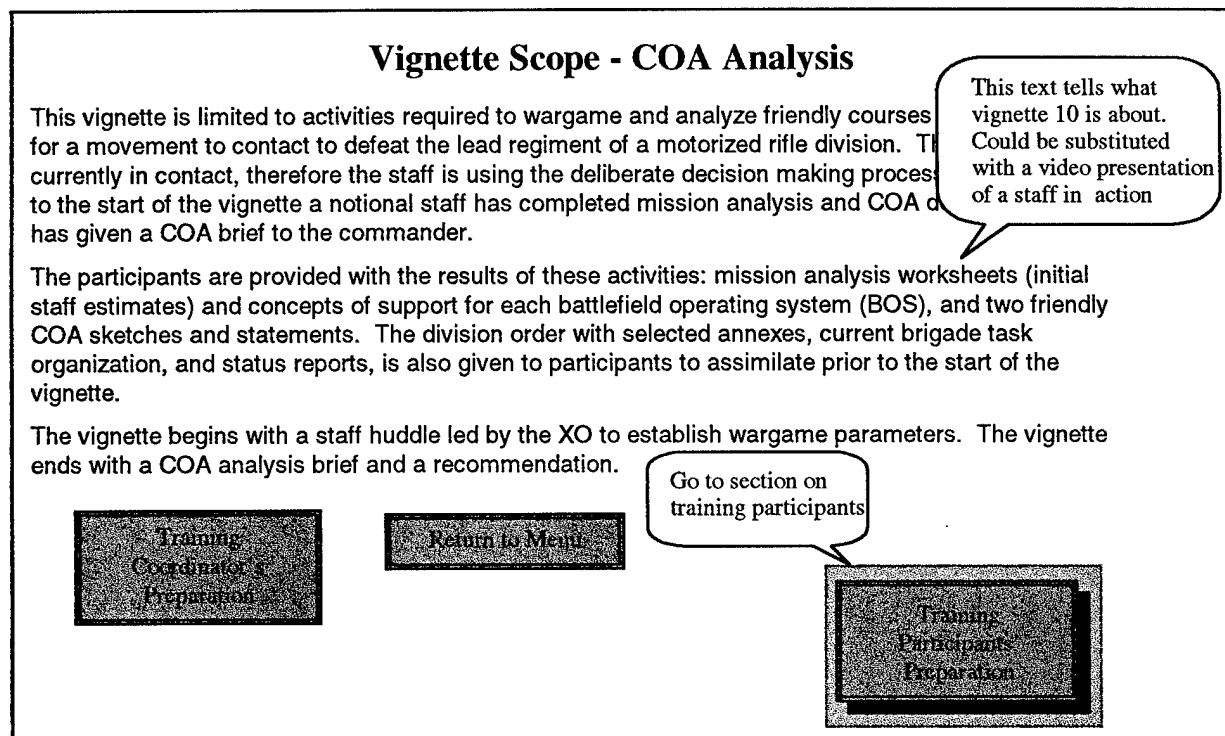 Vignette Scope - COA Analysis
This text tells what
vignette 10 is about.
Could be substituted
with a video presentation
of a staff in action
This vignette is limited to activities required to wargame and analyze friendly courses
for a movement to contact to defeat the lead regiment of a motorized rifle division.
currently in contact, therefore the staff is using the deliberate decision making process
to the start of the vignette a notional staff has completed mission analysis and COA
has given a COA brief to the commander.
The participants are provided with the results of these activities: mission analysis worksheets (initial
staff estimates) and concepts of support for each battlefield operating system (BOS), and two friendly
COA sketches and statements. The division order with selected annexes, current brigade task
organization, and status reports, is also given to participants to assimilate prior to the start of the
vignette.
The vignette begins with a staff huddle led by the XO to establish wargame parameters. The vignette
ends with a COA analysis brief and a recommendation.
Go to section on
training participants
Training
Coordinator's
Preparation
Return to Menu
Training
Participants'
Preparation